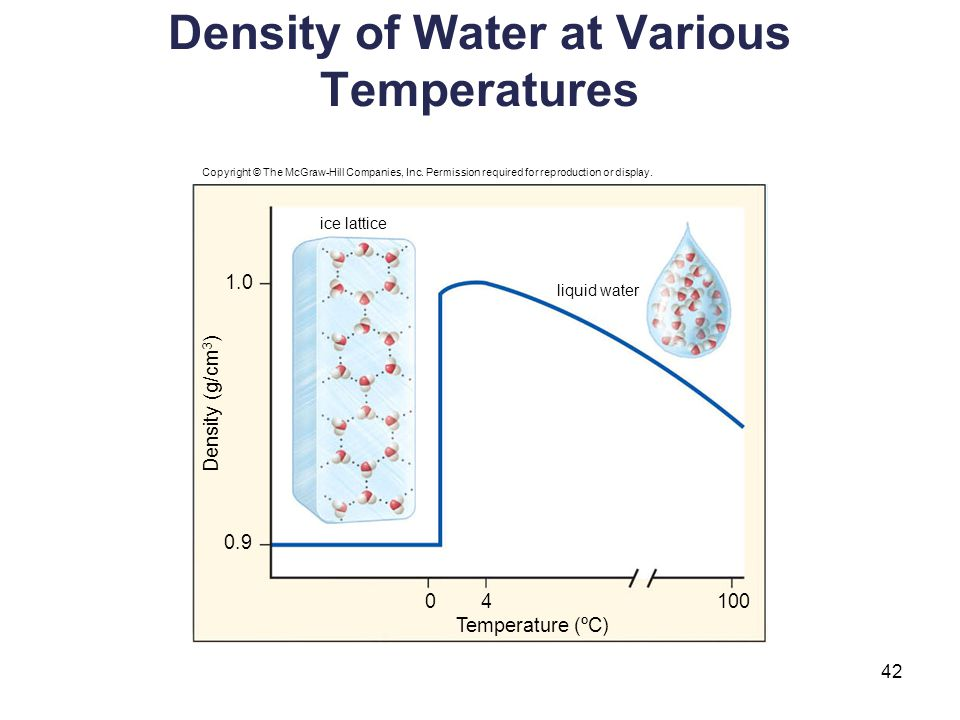 Density of Water at Various
Temperatures
Copyright © The McGraw-Hill Companies, Inc. Permission required for reproduction or display.
ice lattice
1.0
liquid water
Density (g/cm³)
0.9
0 4 100
Temperature (ºC)
42